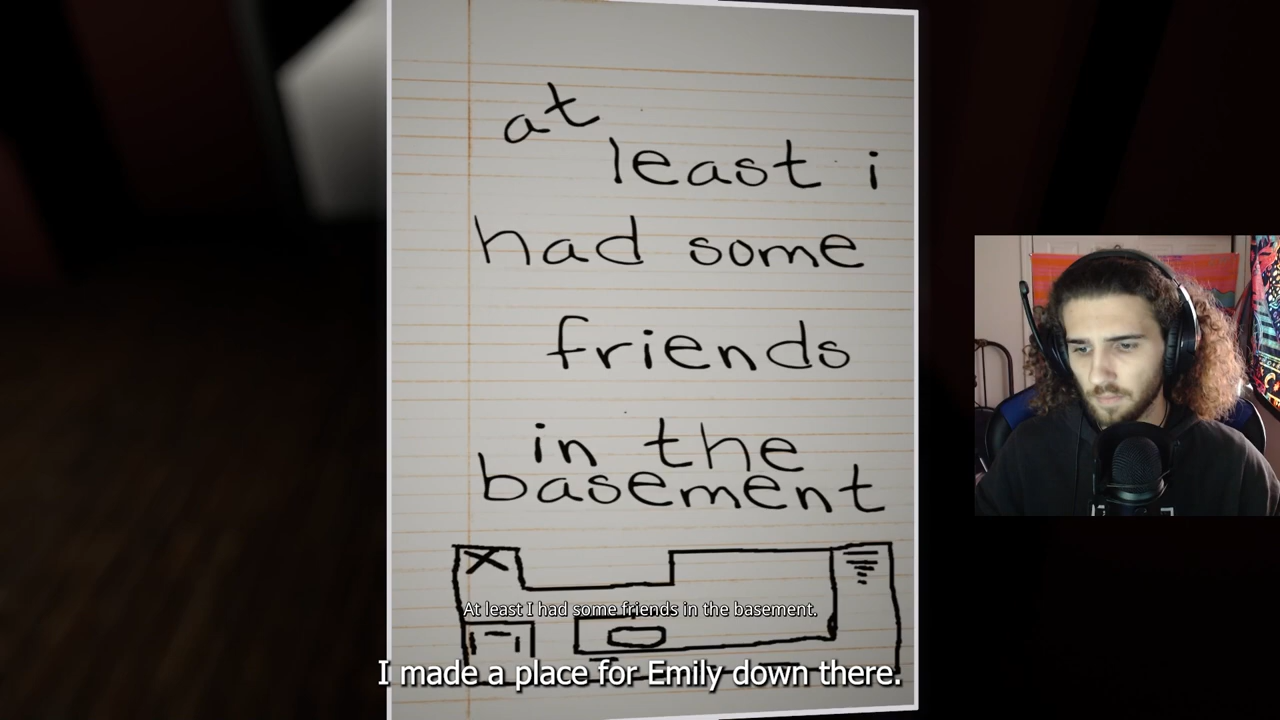 at
least i
had some
friends
in the
basement
At least I had some friends in the basement.
I made a place for Emily down there.